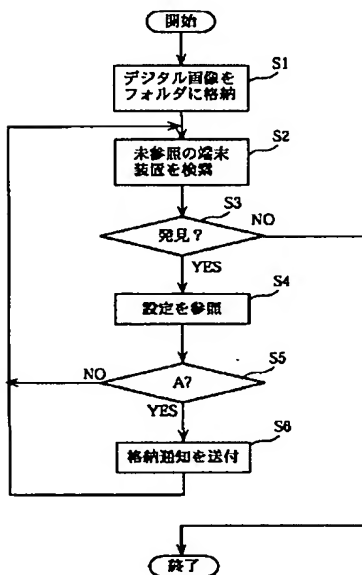 開始
S1
デジタル画像を
フォルダに格納
S2
未参照の端末
装置を検索
S3
発見?
NO
YES
S4
設定を参照
S5
A?
NO
YES
S6
格納通知を送付
終了